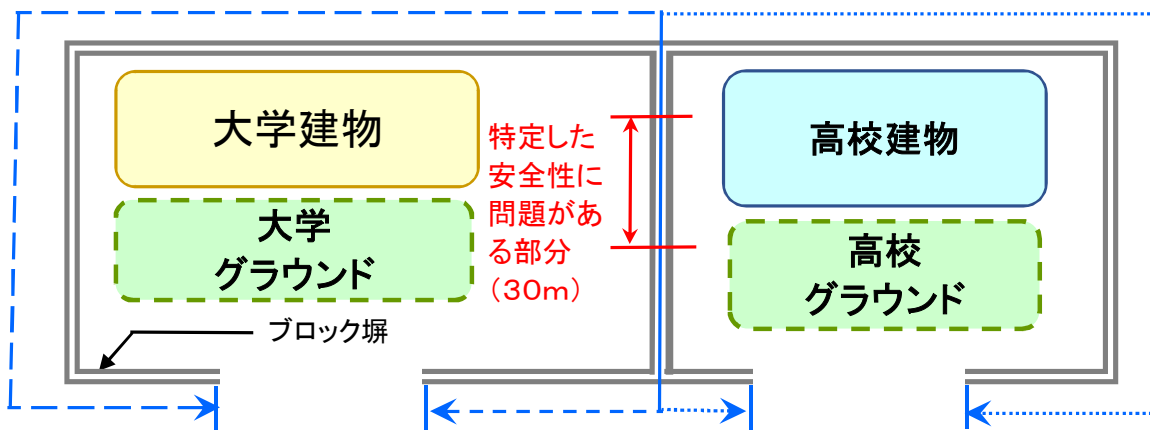 大学建物
大学
グラウンド
特定した
安全性に
問題があ
る部分
（30m）
高校建物
高校
グラウンド
ブロック塀